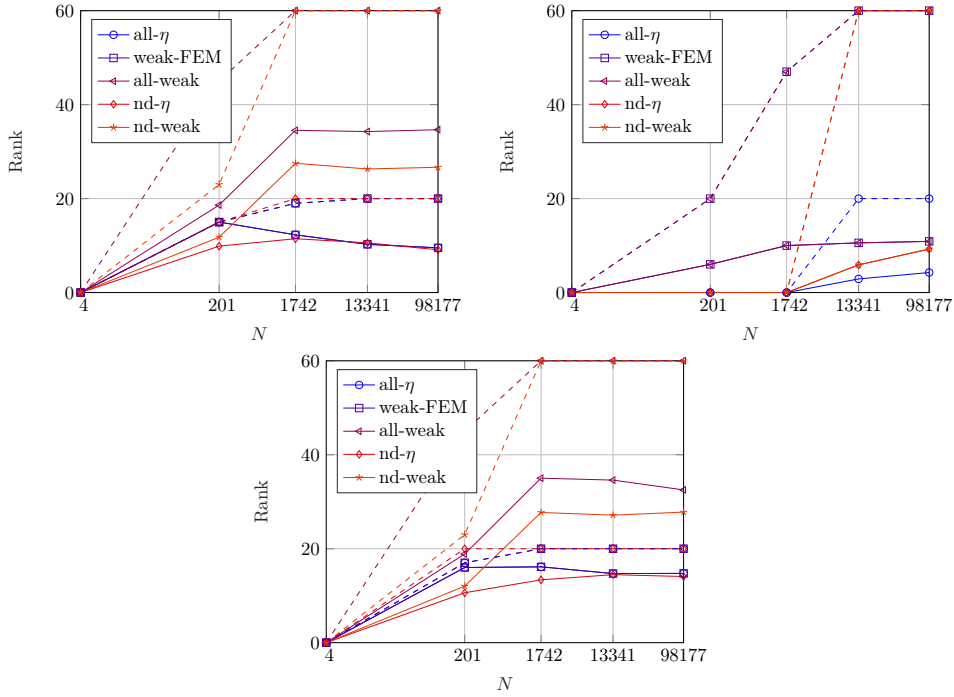 60
40
20
0
Rank
4
201
1742
13341
98177
N
all-η
weak-FEM
all-weak
nd-η
nd-weak
60
40
20
0
Rank
4
201
1742
13341
98177
N
all-η
weak-FEM
all-weak
nd-η
nd-weak
60
40
20
0
Rank
4
201
1742
13341
98177
N
all-η
weak-FEM
all-weak
nd-η
nd-weak